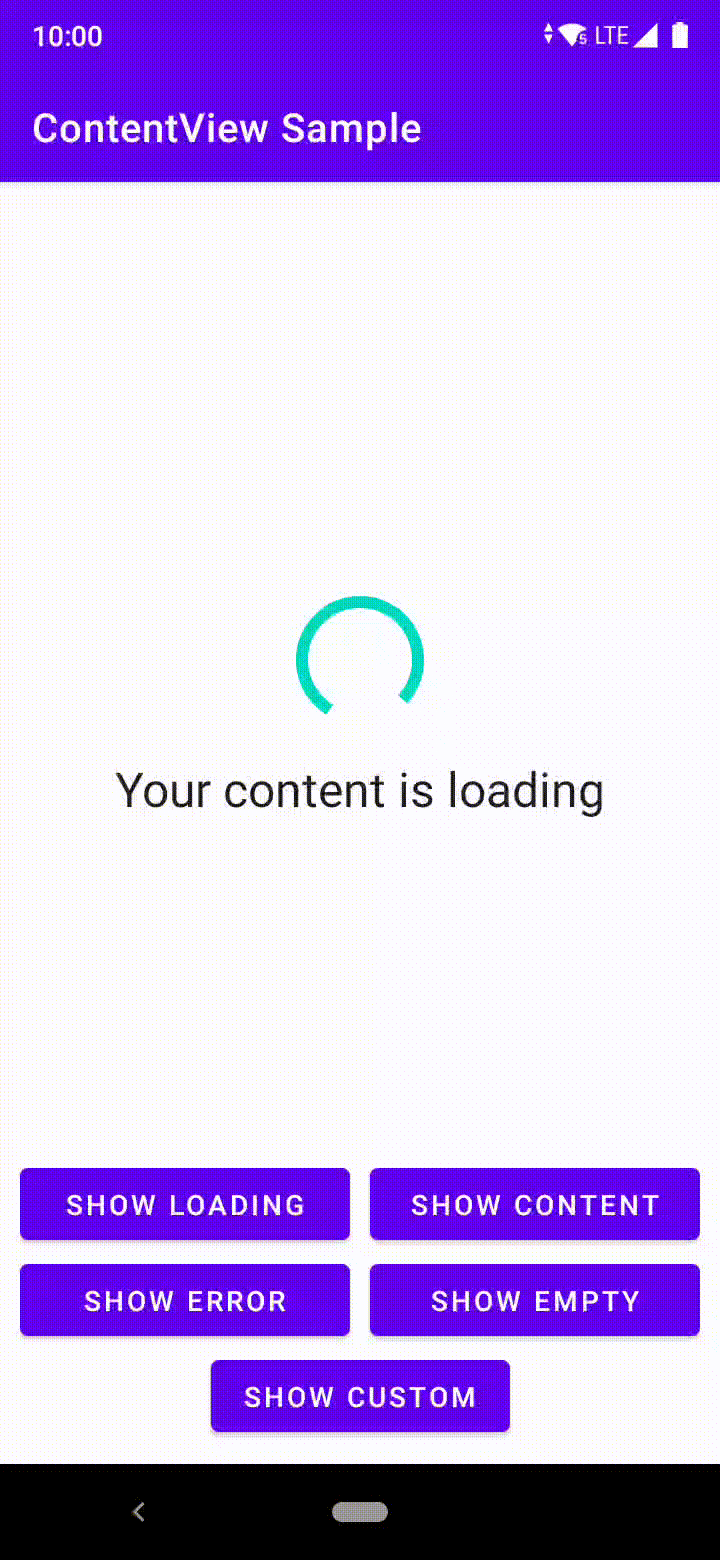 10:00 LTE
ContentView Sample
Your content is loading
SHOW LOADING SHOW CONTENT
SHOW ERROR SHOW EMPTY
SHOW CUSTOM